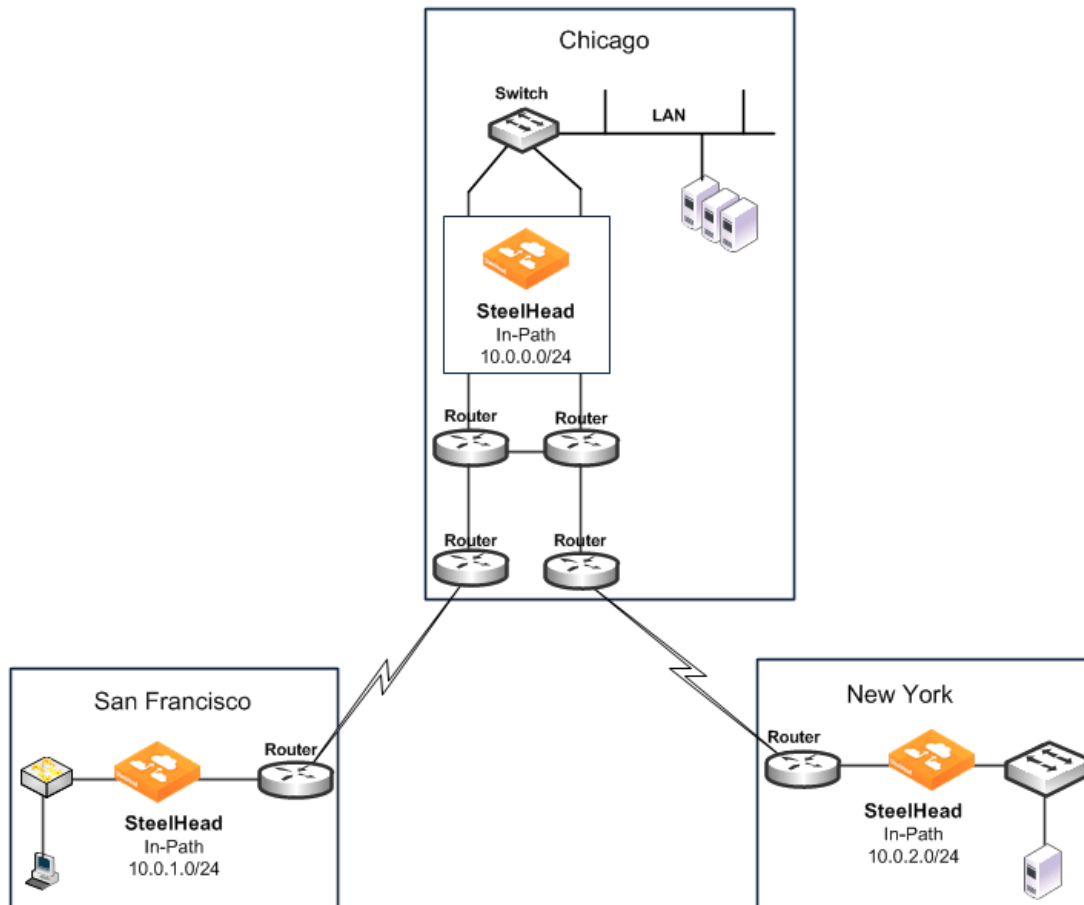 Chicago
Switch
LAN
SteelHead
In-Path
10.0.0.0/24
Router
Router
Router
Router
San Francisco
Router
SteelHead
In-Path
10.0.1.0/24
New York
Router
SteelHead
In-Path
10.0.2.0/24